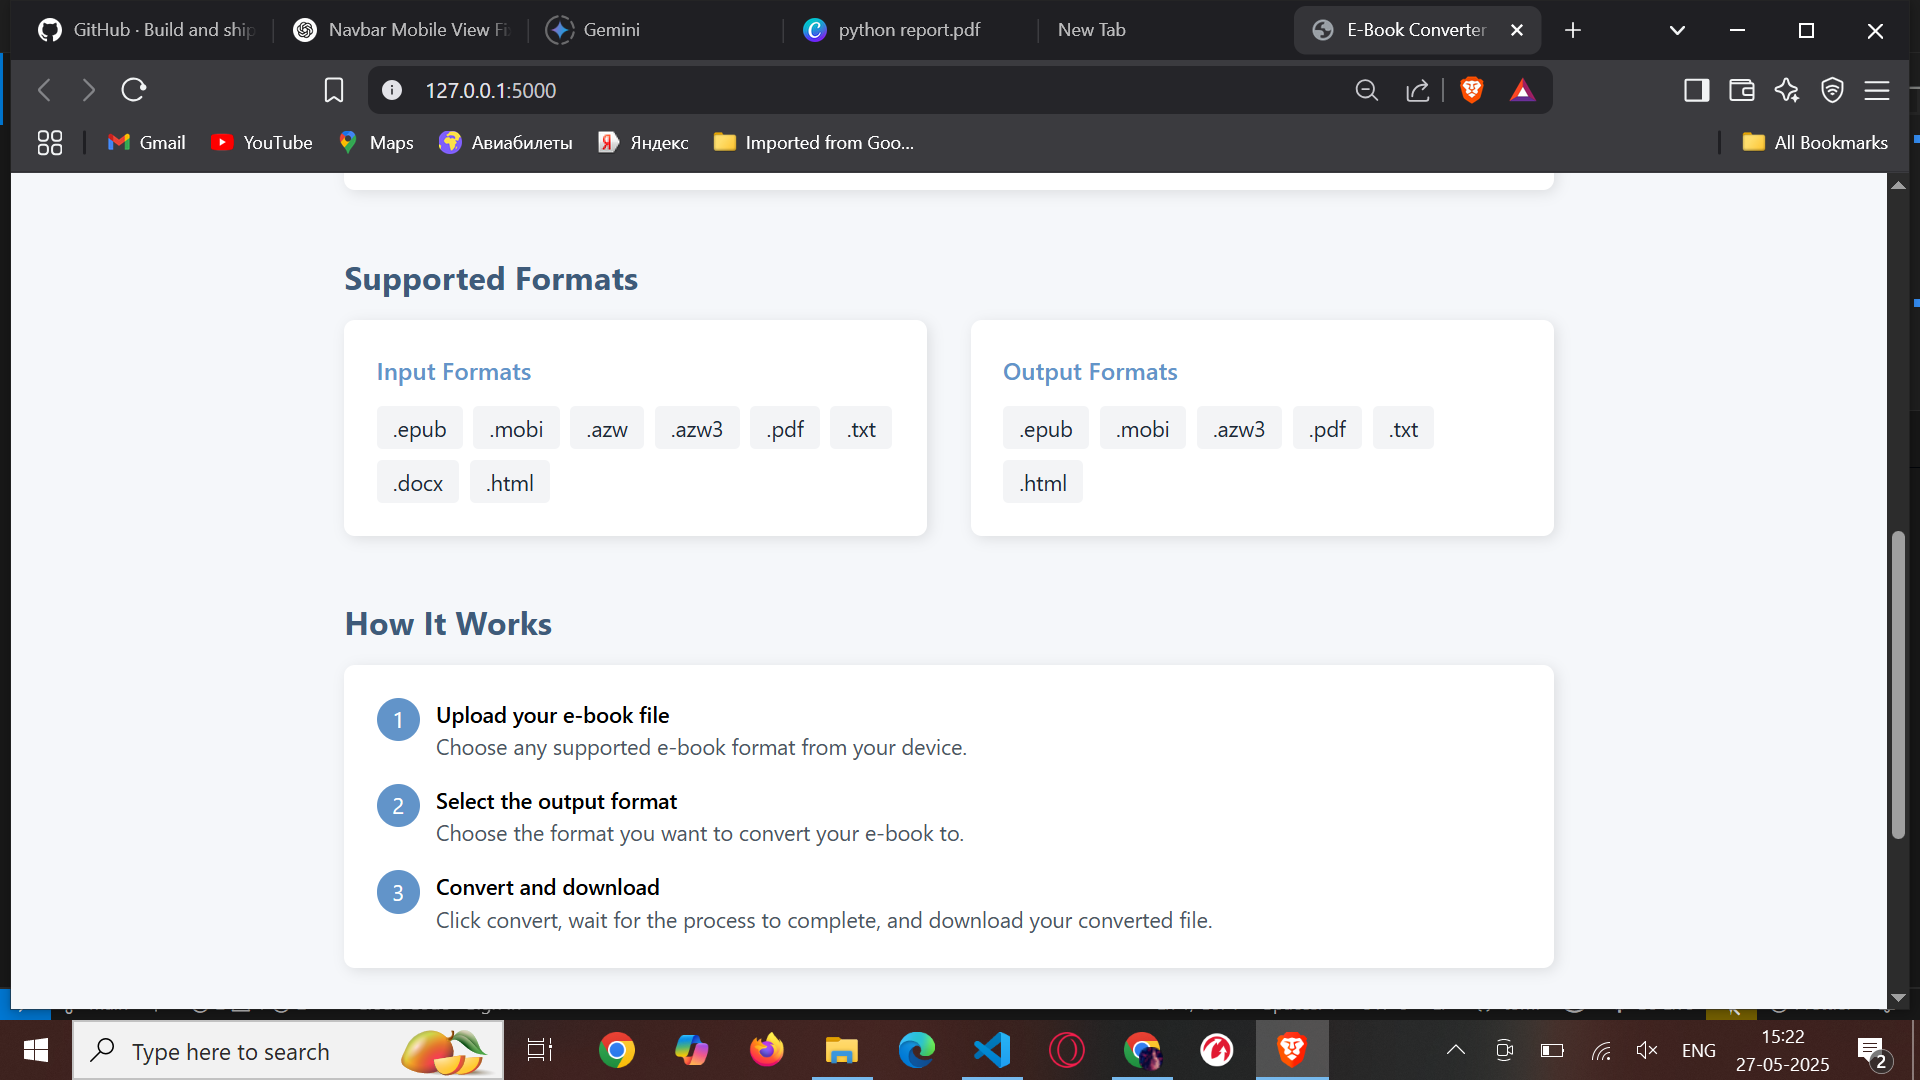 GitHub · Build and ship
Navbar Mobile View Fi
Gemini
python report.pdf
New Tab
E-Book Converter
127.0.0.1:5000
Gmail
YouTube
Maps
Авиабилеты
Яндекс
Imported from Goo...
All Bookmarks
Supported Formats
Input Formats
.epub .mobi .azw .azw3 .pdf .txt
.docx .html
Output Formats
.epub .mobi .azw3 .pdf .txt
.html
How It Works
1 Upload your e-book file
Choose any supported e-book format from your device.
2 Select the output format
Choose the format you want to convert your e-book to.
3 Convert and download
Click convert, wait for the process to complete, and download your converted file.
Type here to search
ENG
15:22
27-05-2025
2